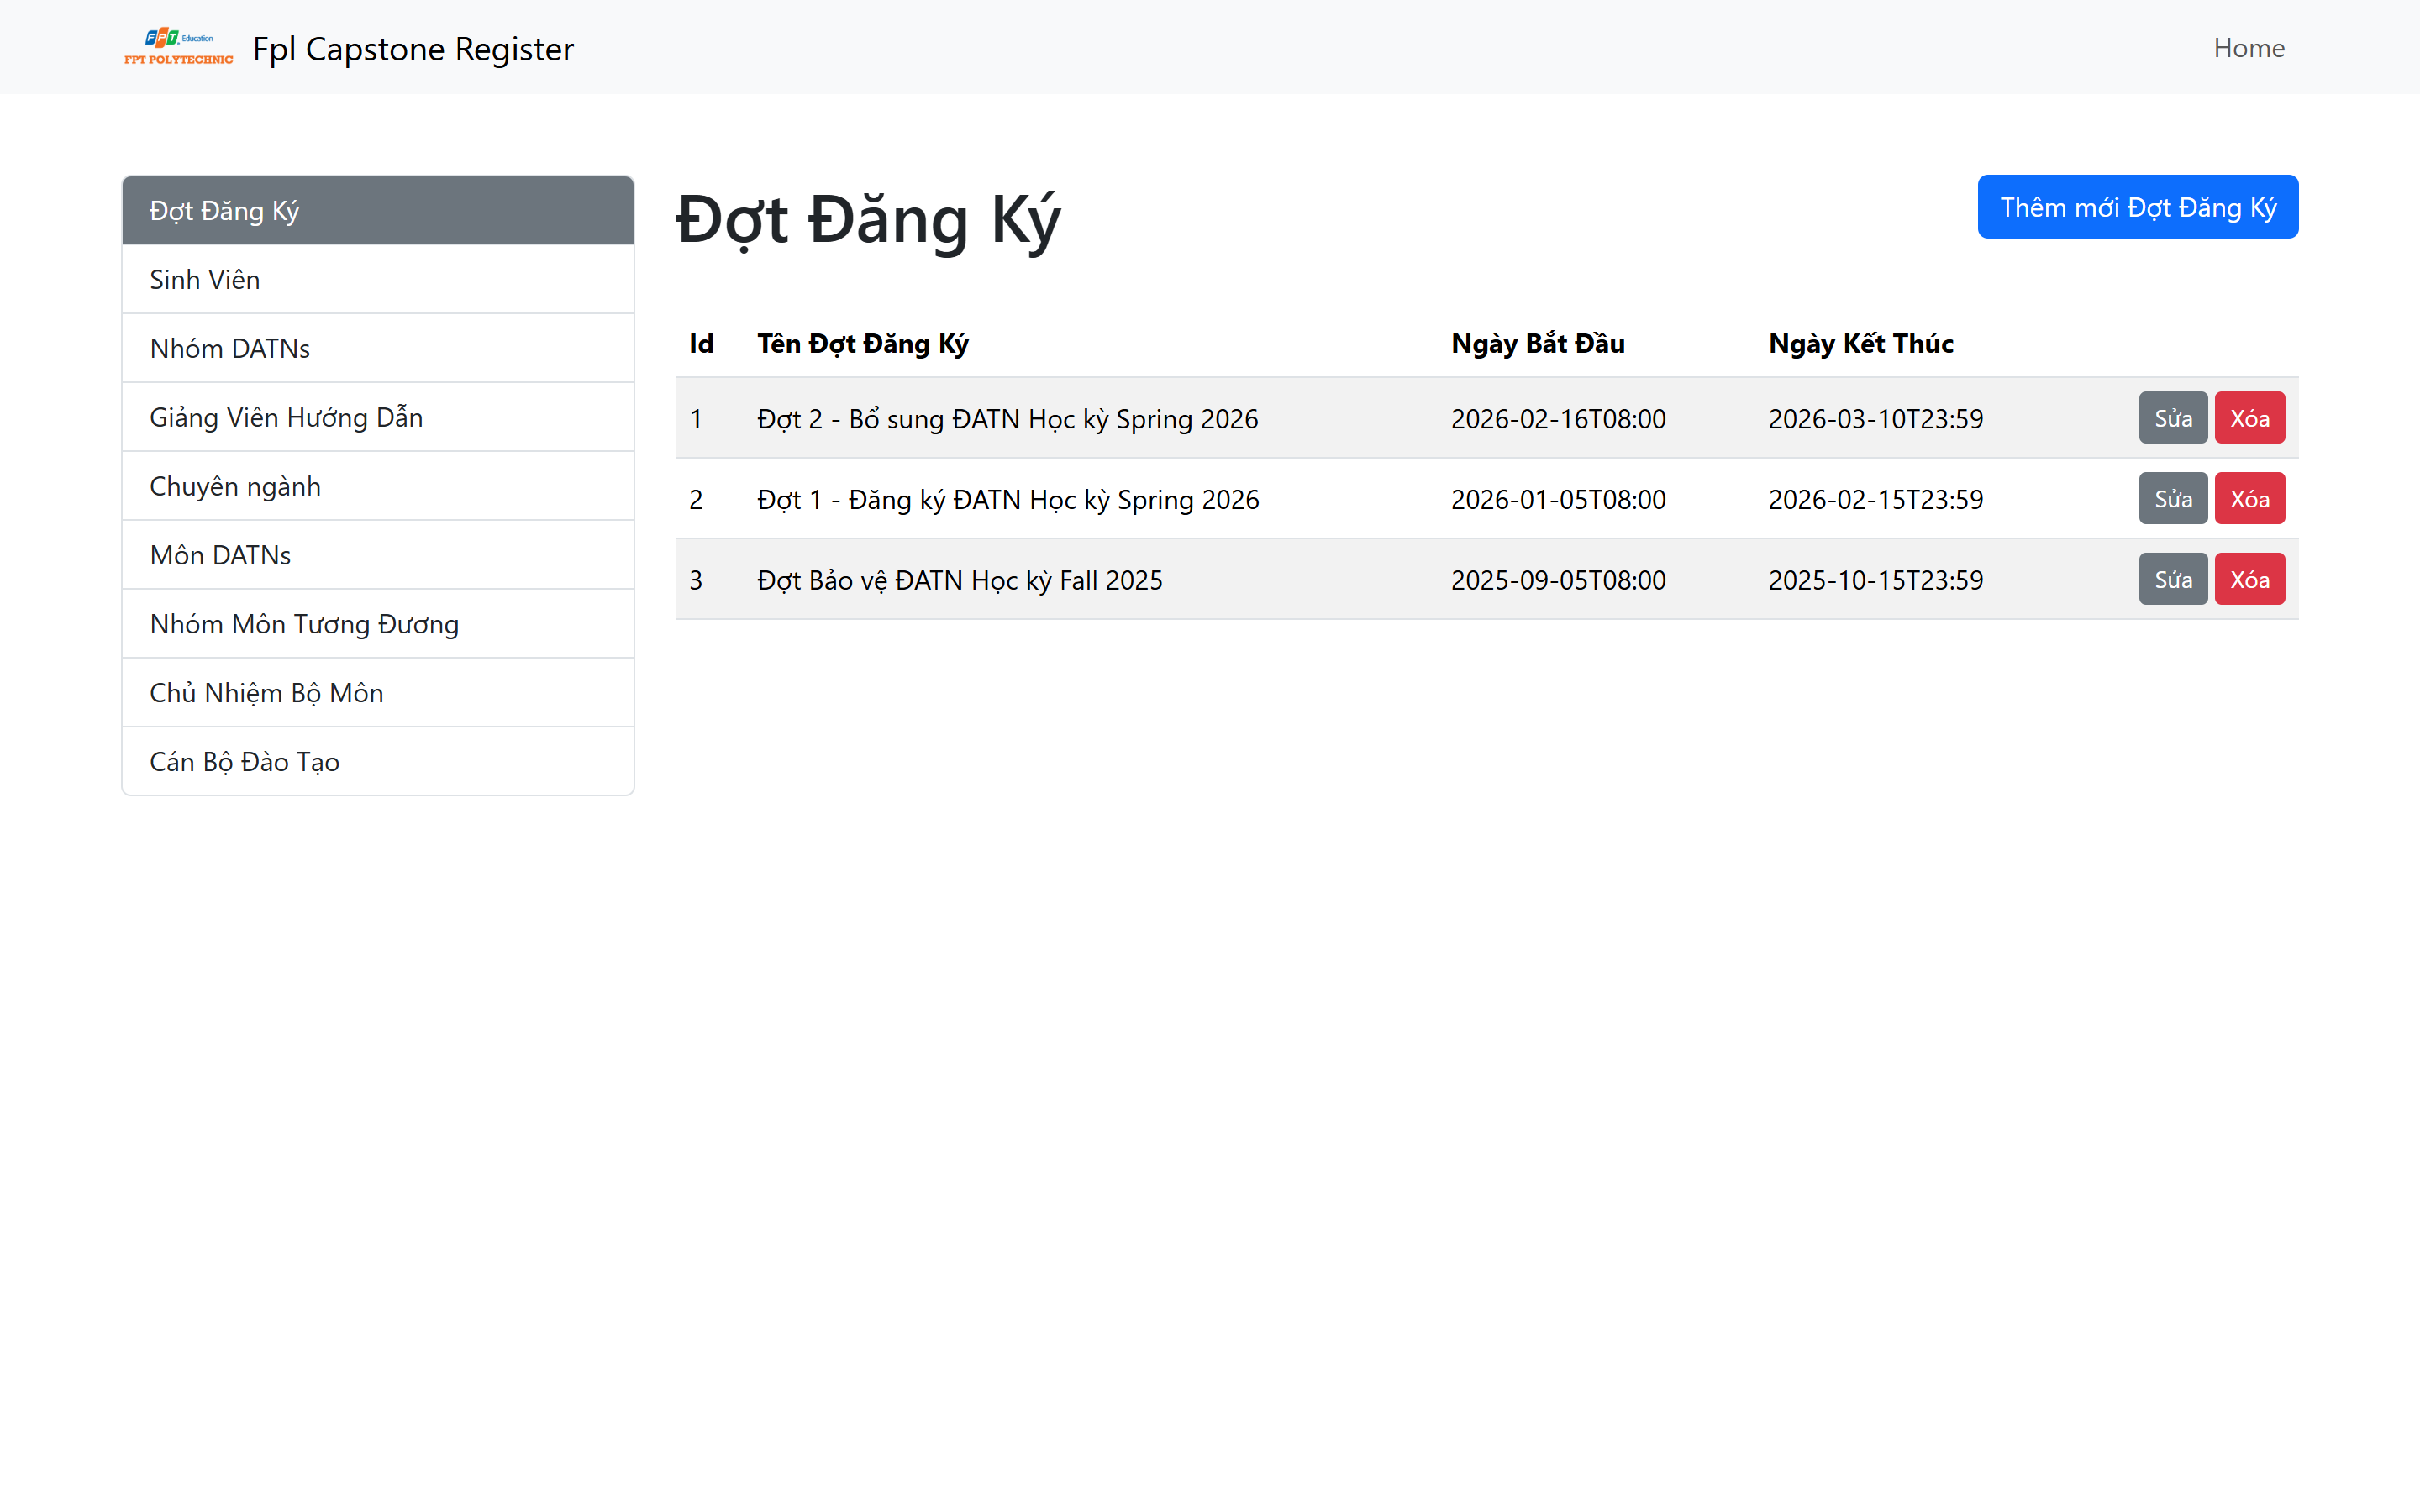 FPT Education
FPT POLYTECHNIC
Fpl Capstone Register
Home
Đợt Đăng Ký
Sinh Viên
Nhóm DATNs
Giảng Viên Hướng Dẫn
Chuyên ngành
Môn DATNs
Nhóm Môn Tương Đương
Chủ Nhiệm Bộ Môn
Cán Bộ Đào Tạo
Đợt Đăng Ký
Thêm mới Đợt Đăng Ký
Id Tên Đợt Đăng Ký Ngày Bắt Đầu Ngày Kết Thúc
1 Đợt 2 - Bổ sung ĐATN Học kỳ Spring 2026 2026-02-16T08:00 2026-03-10T23:59 Sửa Xóa
2 Đợt 1 - Đăng ký ĐATN Học kỳ Spring 2026 2026-01-05T08:00 2026-02-15T23:59 Sửa Xóa
3 Đợt Bảo vệ ĐATN Học kỳ Fall 2025 2025-09-05T08:00 2025-10-15T23:59 Sửa Xóa